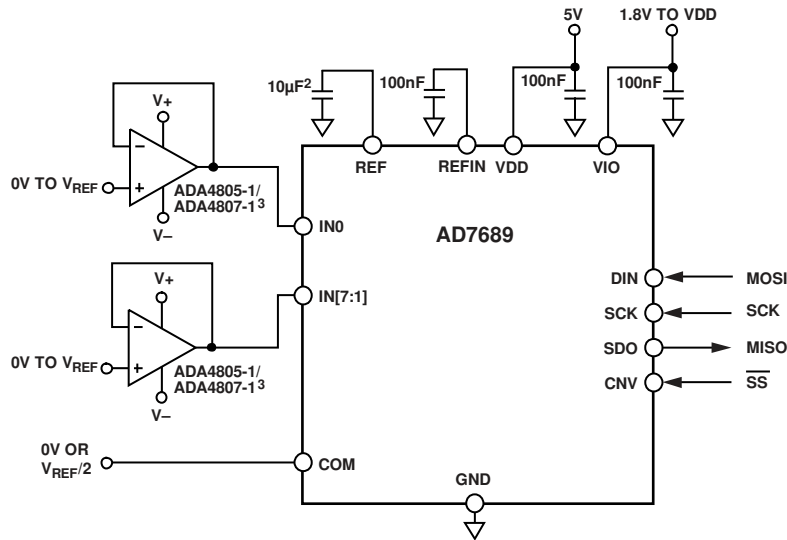 5V
1.8V TO VDD
10µF²
100nF
100nF
100nF
V+
REF
REFIN
VDD
VIO
−
+
0V TO VREF
ADA4805-1/
ADA4807-1³
V−
IN0
AD7689
V+
IN[7:1]
DIN
MOSI
SCK
SCK
−
+
SDO
MISO
0V TO VREF
ADA4805-1/
ADA4807-1³
CNV
SS
V−
0V OR
VREF/2
COM
GND